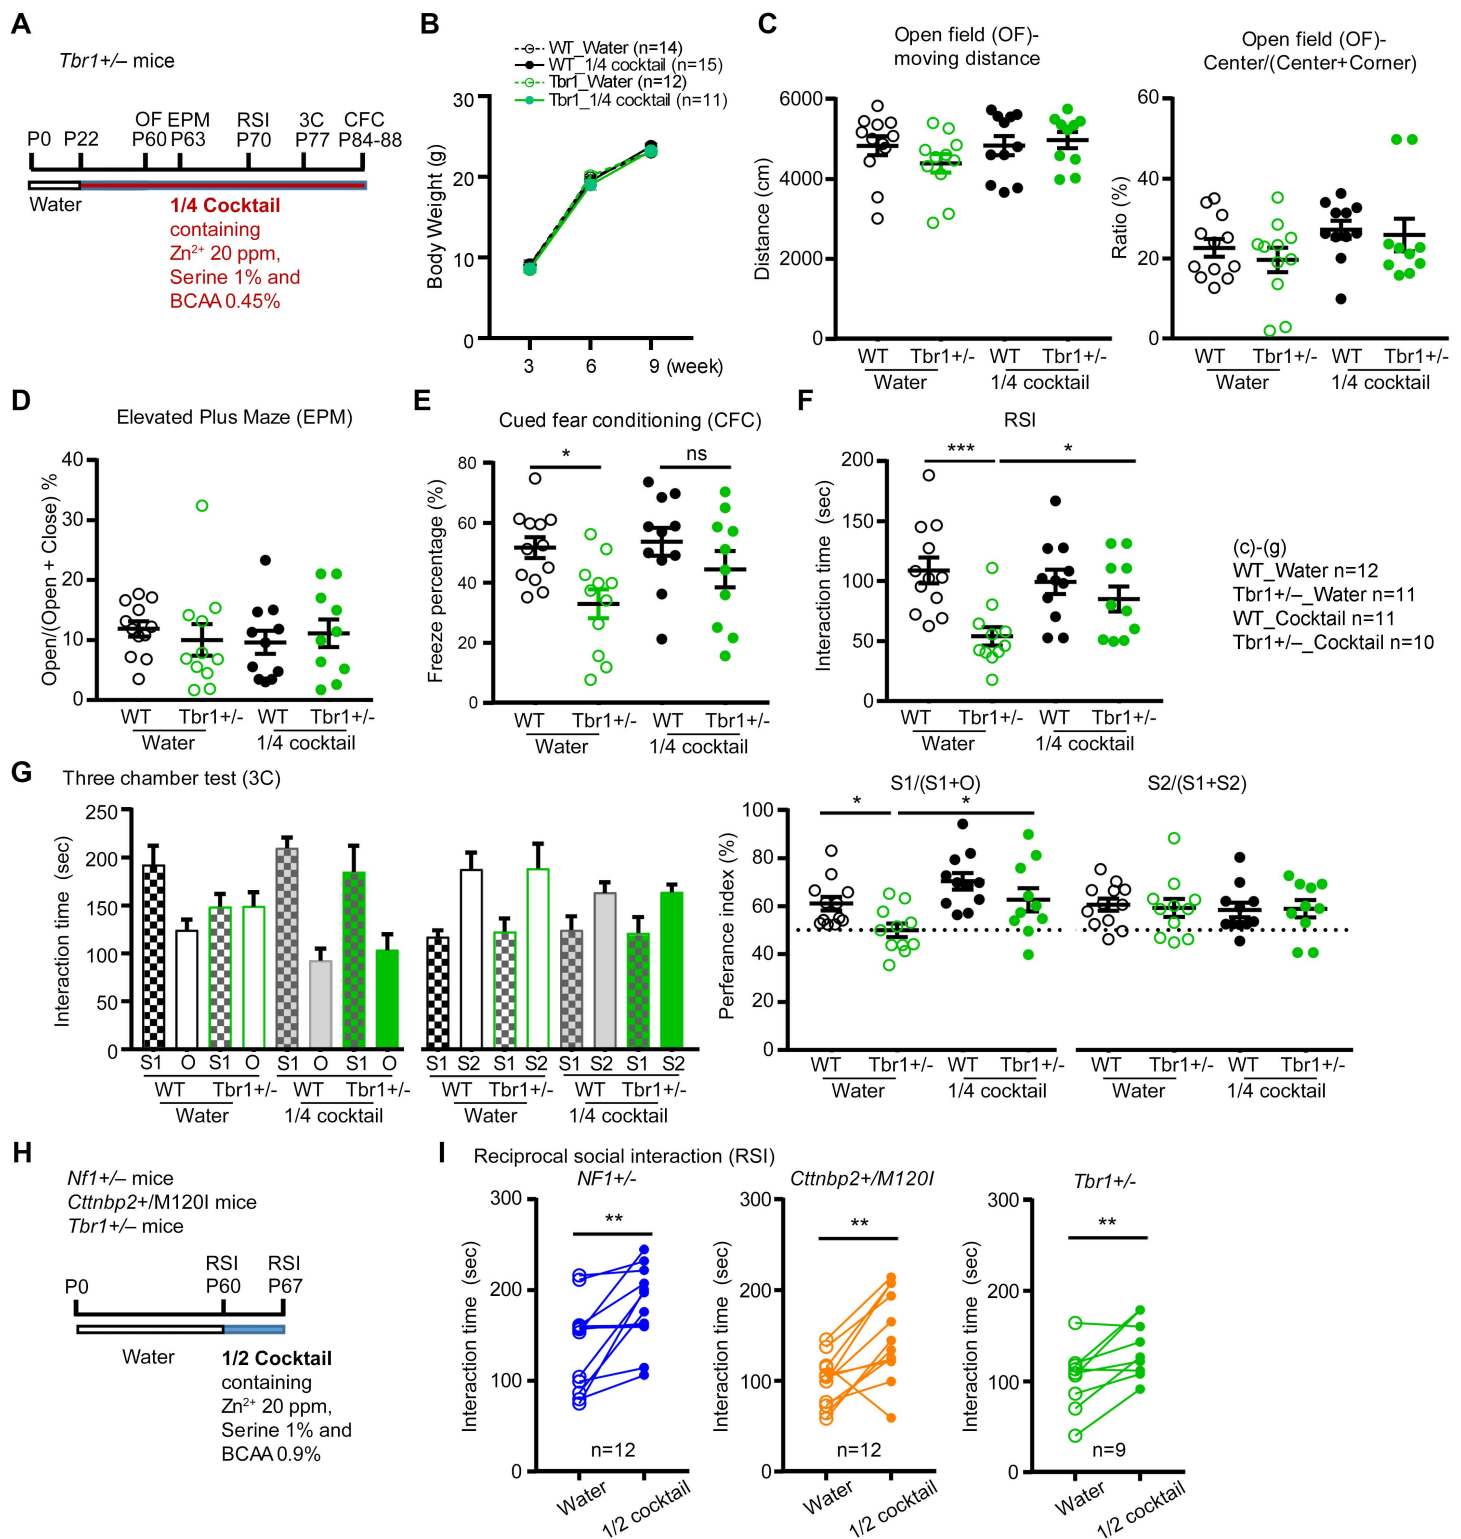 A
Tbr1+/– mice
OF EPM RSI 3C CFC
P0 P22 P60 P63 P70 P77 P84-88
Water
1/4 Cocktail
containing
Zn²⁺ 20 ppm,
Serine 1% and
BCAA 0.45%
B
WT_Water (n=14)
WT_1/4 cocktail (n=15)
Tbr1_Water (n=12)
Tbr1_1/4 cocktail (n=11)
Body Weight (g)
30
20
10
0
3 6 9 (week)
C
Open field (OF)-
moving distance
Distance (cm)
6000
4000
2000
0
WT Tbr1+/- WT Tbr1+/-
Water 1/4 cocktail
Open field (OF)-
Center/(Center+Corner)
Ratio (%)
60
40
20
0
WT Tbr1+/- WT Tbr1+/-
Water 1/4 cocktail
D
Elevated Plus Maze (EPM)
Open/(Open + Close) %
40
30
20
10
0
WT Tbr1+/- WT Tbr1+/-
Water 1/4 cocktail
E
Cued fear conditioning (CFC)
Freeze percentage (%)
80
60
40
20
0
* ns
WT Tbr1+/- WT Tbr1+/-
Water 1/4 cocktail
F
RSI
Interaction time (sec)
200
150
100
50
0
*** *
WT Tbr1+/- WT Tbr1+/-
Water 1/4 cocktail
(c)-(g)
WT_Water n=12
Tbr1+/–_Water n=11
WT_Cocktail n=11
Tbr1+/–_Cocktail n=10
G
Three chamber test (3C)
Interaction time (sec)
250
200
150
100
50
0
S1 O S1 O S1 O S1 O
WT Tbr1+/- WT Tbr1+/-
Water 1/4 cocktail
S1 S2 S1 S2 S1 S2 S1 S2
WT Tbr1+/- WT Tbr1+/-
Water 1/4 cocktail
S1/(S1+O) S2/(S1+S2)
Perferance index (%)
100
80
60
40
20
0
* *
WT Tbr1+/- WT Tbr1+/-
Water 1/4 cocktail
WT Tbr1+/- WT Tbr1+/-
Water 1/4 cocktail
H
Nf1+/– mice
Cttnbp2+/M120I mice
Tbr1+/– mice
RSI RSI
P0 P60 P67
Water
1/2 Cocktail
containing
Zn²⁺ 20 ppm,
Serine 1% and
BCAA 0.9%
I
Reciprocal social interaction (RSI)
NF1+/-
Interaction time (sec)
300
200
100
0
**
n=12
Water 1/2 cocktail
Cttnbp2+/M120I
Interaction time (sec)
300
200
100
0
**
n=12
Water 1/2 cocktail
Tbr1+/-
Interaction time (sec)
300
200
100
0
**
n=9
Water 1/2 cocktail